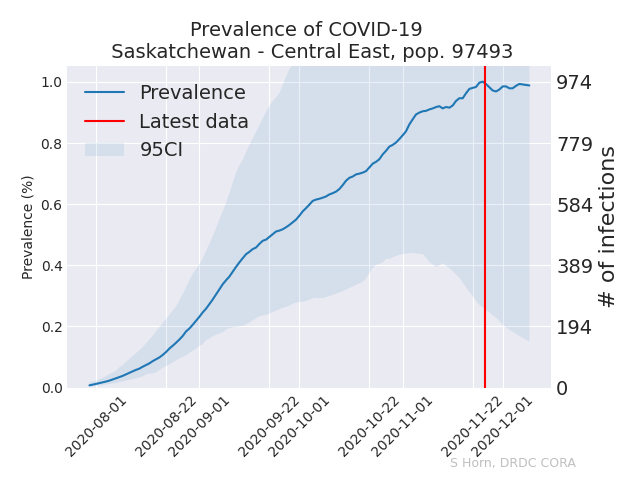 Prevalence of COVID-19
Saskatchewan - Central East, pop. 97493
Prevalence
Latest data
95CI
Prevalence (%)
1.0
0.8
0.6
0.4
0.2
0.0
974
779
584
389
194
0
# of infections
2020-08-01
2020-08-22
2020-09-01
2020-09-22
2020-10-01
2020-10-22
2020-11-01
2020-11-22
2020-12-01
S Horn, DRDC CORA